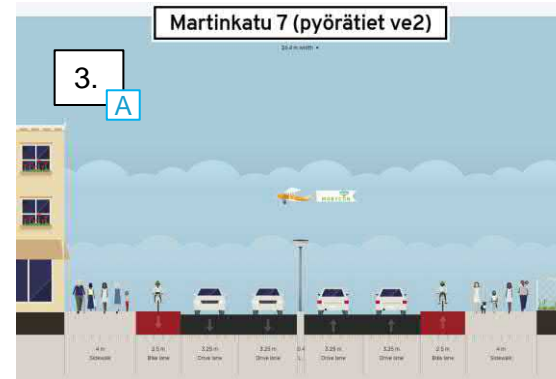 Martinkatu 7 (pyörätiet ve2)
3.
A
4 m 2.5 m 3.25 m 3.25 m 3.25 m 3.25 m 2.5 m 4 m
Sidewalk Bike lane Drive lane Drive lane Drive lane Drive lane Bike lane Sidewalk